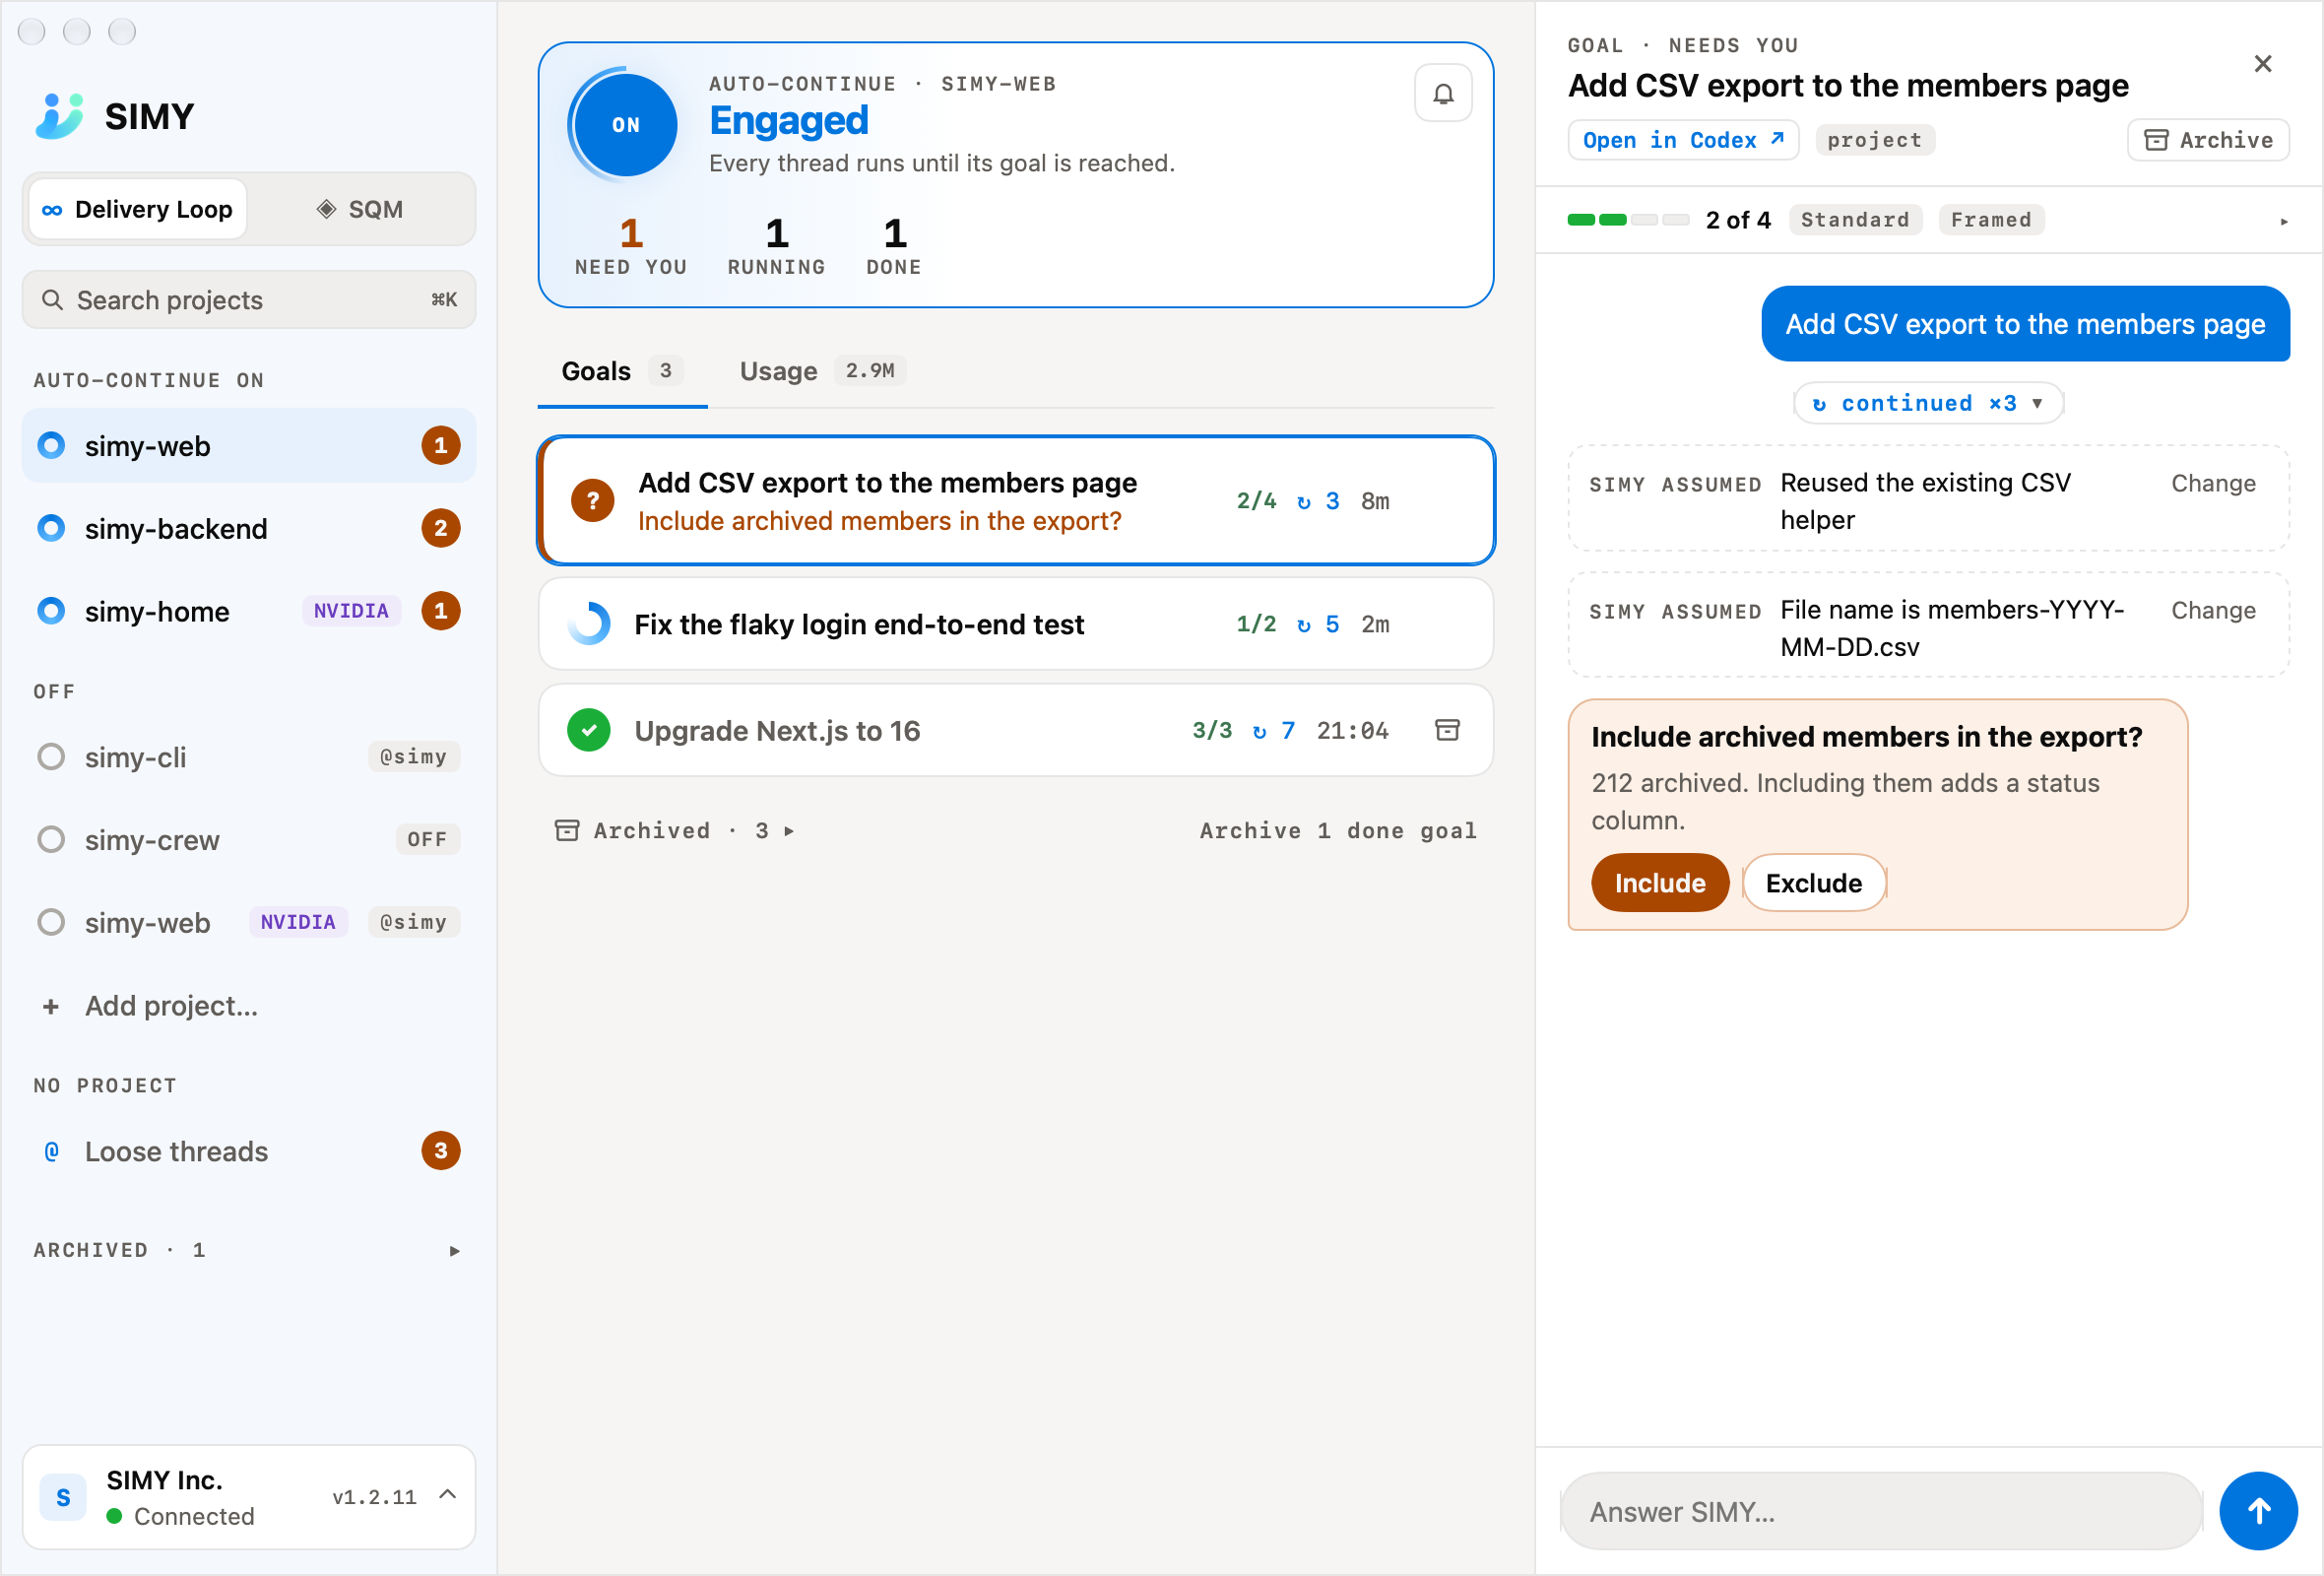 SIMY
Delivery Loop
SQM
Search projects ⌘K
AUTO-CONTINUE ON
simy-web 1
simy-backend 2
simy-home NVIDIA 1
OFF
simy-cli @simy
simy-crew OFF
simy-web NVIDIA @simy
+ Add project...
NO PROJECT
@ Loose threads 3
ARCHIVED · 1 ▸
S
SIMY Inc.
Connected
v1.2.11
ON
AUTO-CONTINUE · SIMY-WEB
Engaged
Every thread runs until its goal is reached.
1 NEED YOU
1 RUNNING
1 DONE
Goals 3
Usage 2.9M
? Add CSV export to the members page
Include archived members in the export?
2/4 ↻ 3 8m
Fix the flaky login end-to-end test 1/2 ↻ 5 2m
Upgrade Next.js to 16 3/3 ↻ 7 21:04
Archived · 3 ▸
Archive 1 done goal
GOAL · NEEDS YOU
Add CSV export to the members page
Open in Codex ↗ project Archive
2 of 4 Standard Framed ▸
Add CSV export to the members page
↻ continued ×3 ▾
SIMY ASSUMED Reused the existing CSV Change
helper
SIMY ASSUMED File name is members-YYYY- Change
MM-DD.csv
Include archived members in the export?
212 archived. Including them adds a status
column.
Include Exclude
Answer SIMY...